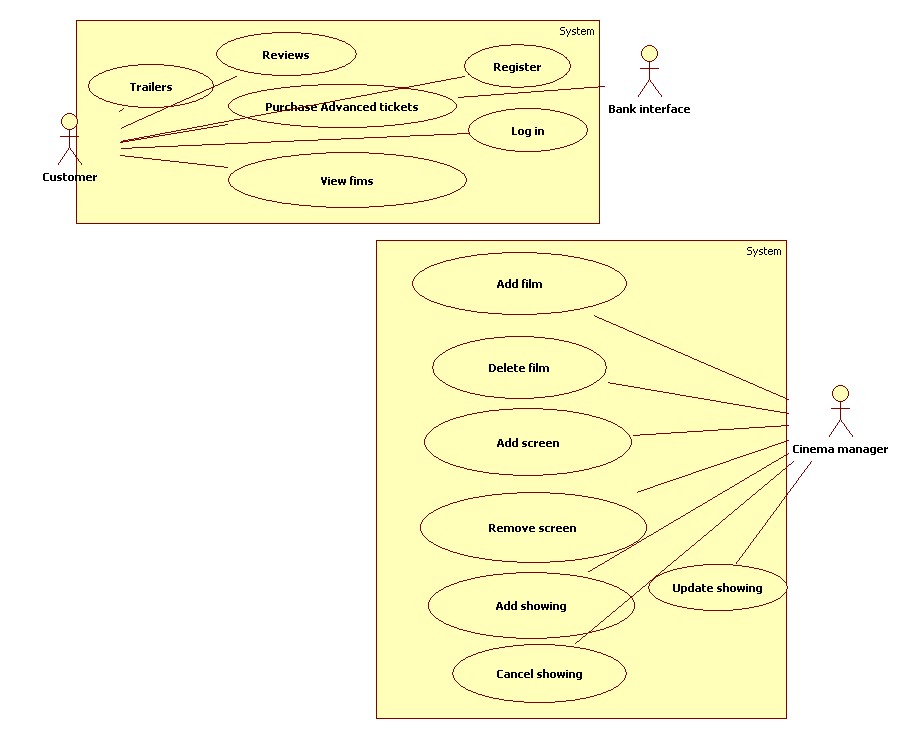 System
Reviews
Register
Trailers
Purchase Advanced tickets
Bank interface
Log in
Customer
View fims
System
Add film
Delete film
Add screen
Cinema manager
Remove screen
Update showing
Add showing
Cancel showing